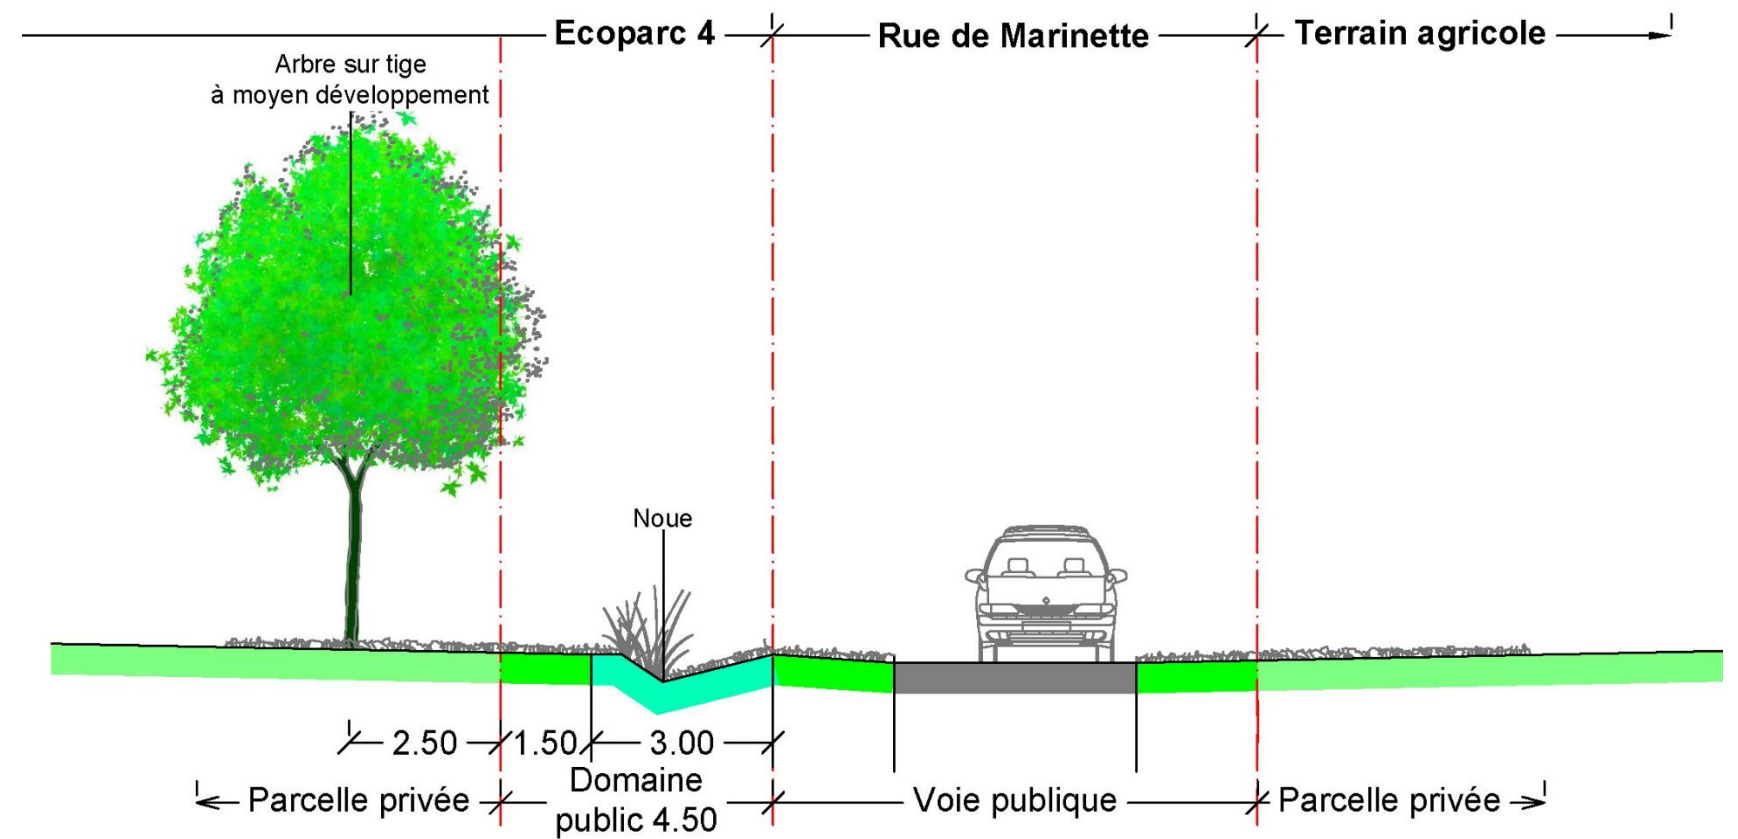 Ecoparc 4
Rue de Marinette
Terrain agricole
Arbre sur tige
à moyen développement
Noue
2.50
1.50
3.00
Parcelle privée
Domaine
public 4.50
Voie publique
Parcelle privée